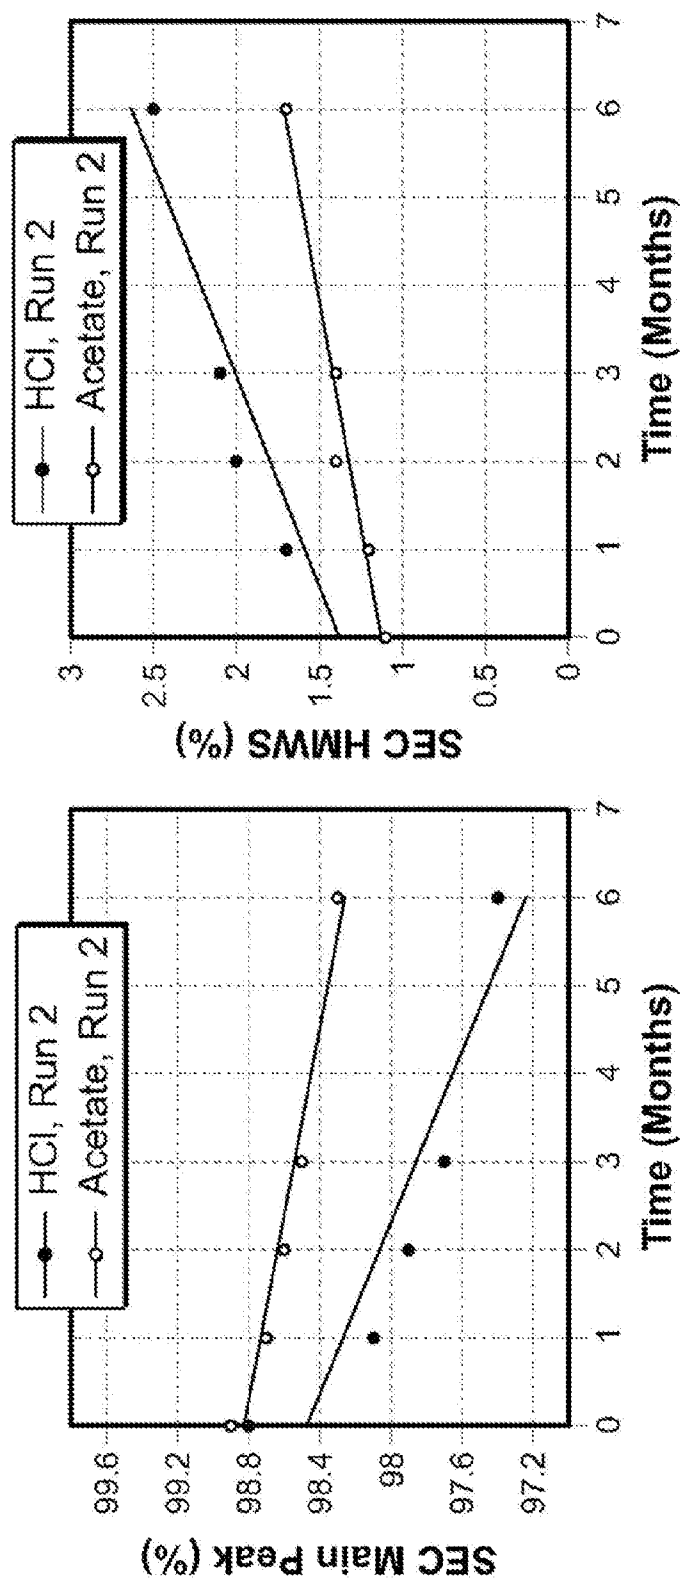 HCl, Run 2
Acetate, Run 2
SEC Main Peak (%)
99.6
99.2
98.8
98.4
98
97.6
97.2
0 1 2 3 4 5 6 7
Time (Months)
HCl, Run 2
Acetate, Run 2
SEC HMWS (%)
3
2.5
2
1.5
1
0.5
0
0 1 2 3 4 5 6 7
Time (Months)